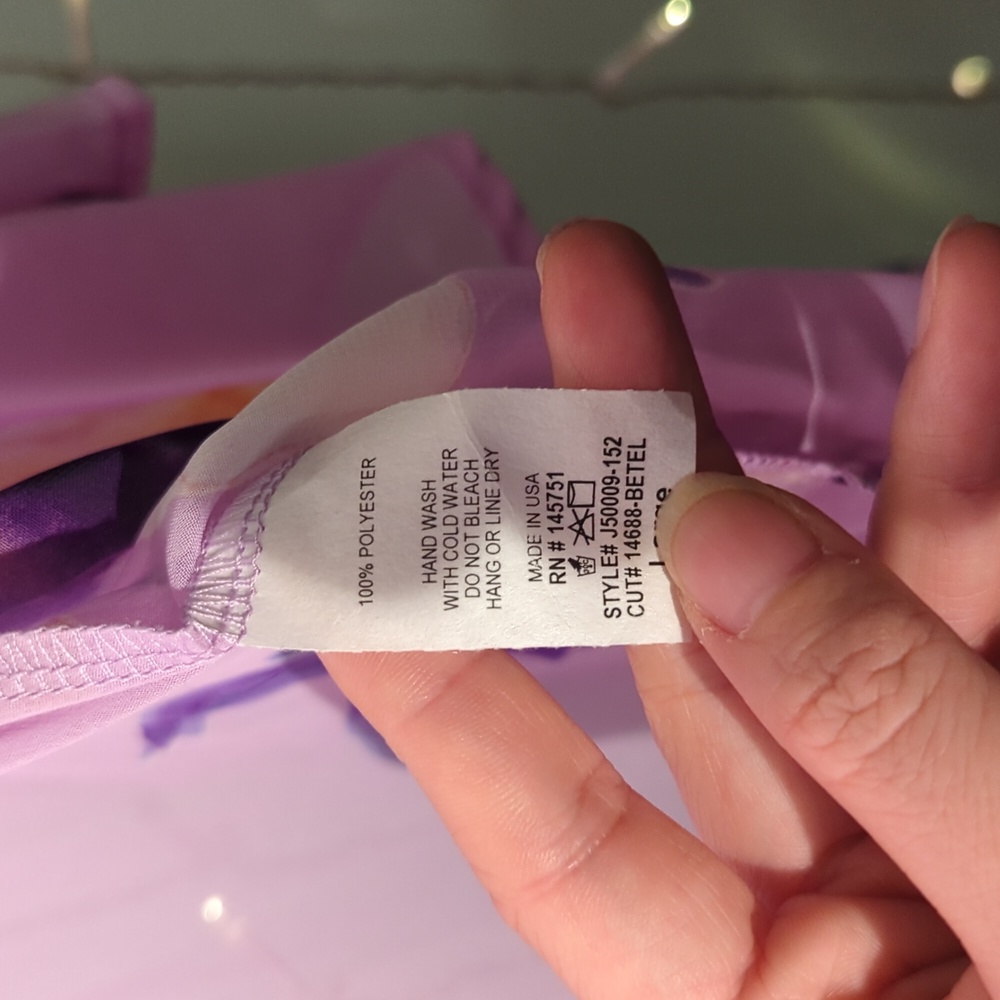 100% POLYESTER
HAND WASH
WITH COLD WATER
DO NOT BLEACH
HANG OR LINE DRY
MADE IN USA
RN # 145751
STYLE# J50009-152
CUT# 14688-BETEL